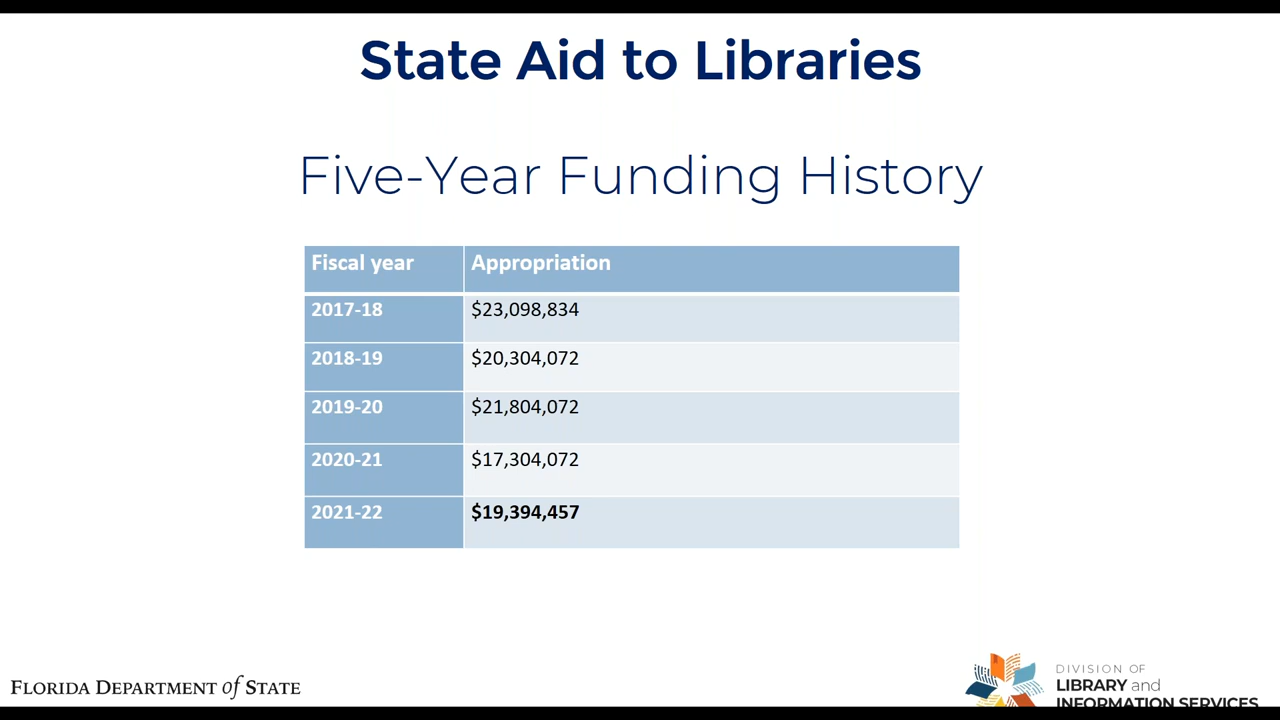 State Aid to Libraries
Five-Year Funding History
Fiscal year Appropriation
2017-18 $23,098,834
2018-19 $20,304,072
2019-20 $21,804,072
2020-21 $17,304,072
2021-22 $19,394,457
FLORIDA DEPARTMENT of STATE
DIVISION OF
LIBRARY and
INFORMATION SERVICES